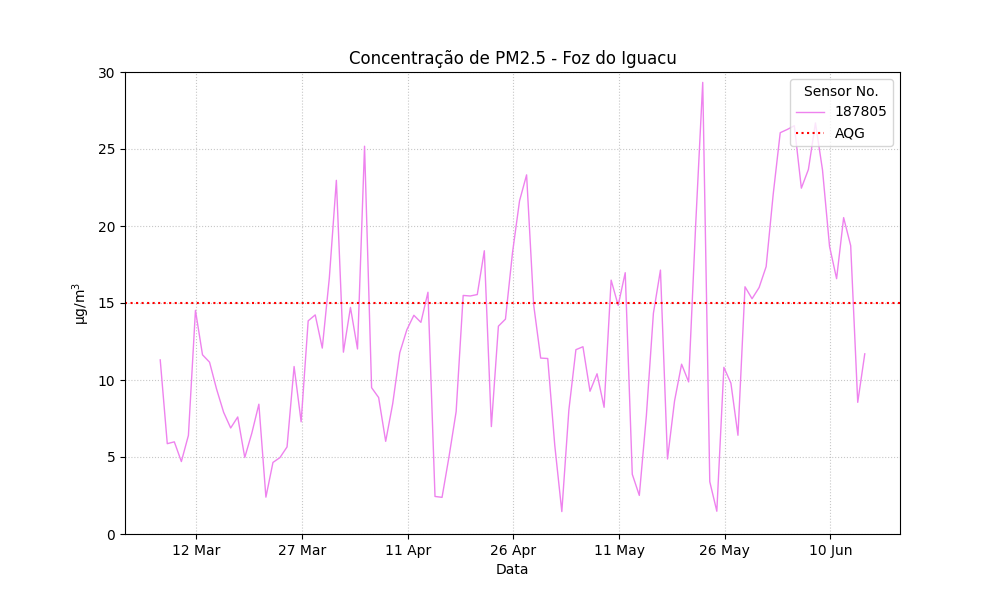 Concentração de PM2.5 - Foz do Iguacu
30
25
20
15
10
5
0
µg/m³
Sensor No.
187805
AQG
12 Mar
27 Mar
11 Apr
26 Apr
11 May
26 May
10 Jun
Data